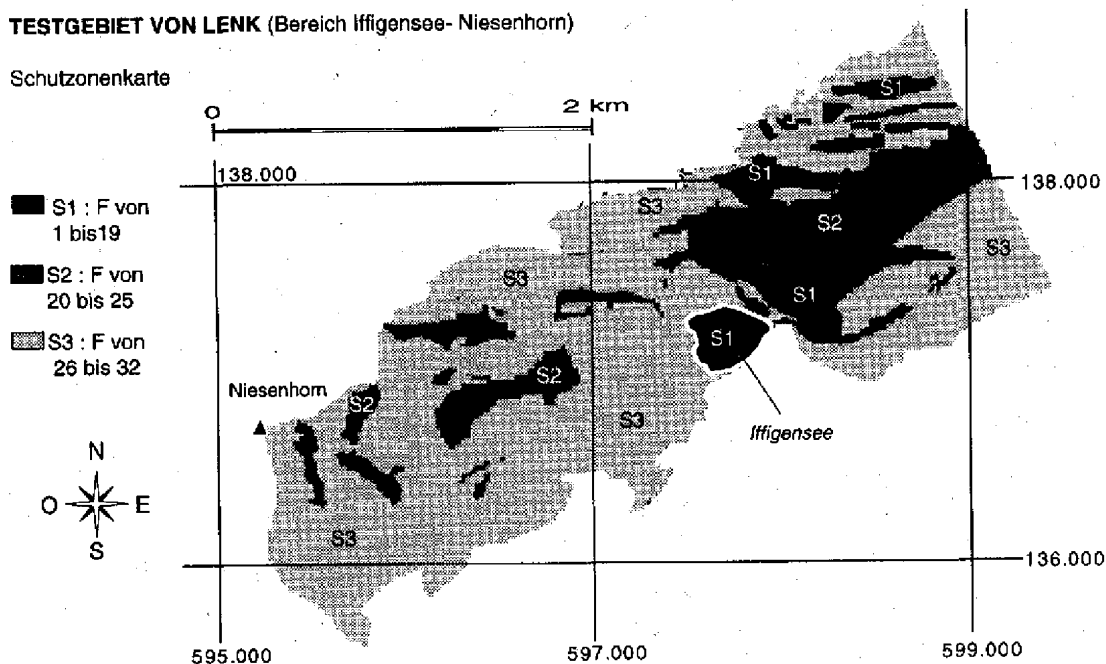 TESTGEBIET VON LENK (Bereich Iffigensee- Niesenhorn)
Schutzonenkarte
0 2 km
138.000 138.000
S1 : F von
1 bis19
S2 : F von
20 bis 25
S3 : F von
26 bis 32
S1
S1
S3
S2
S3
S3
S1
S1
Niesenhorn
S2
S2
S3
Iffigensee
N
O E
S
S3
136.000
595.000 597.000 599.000